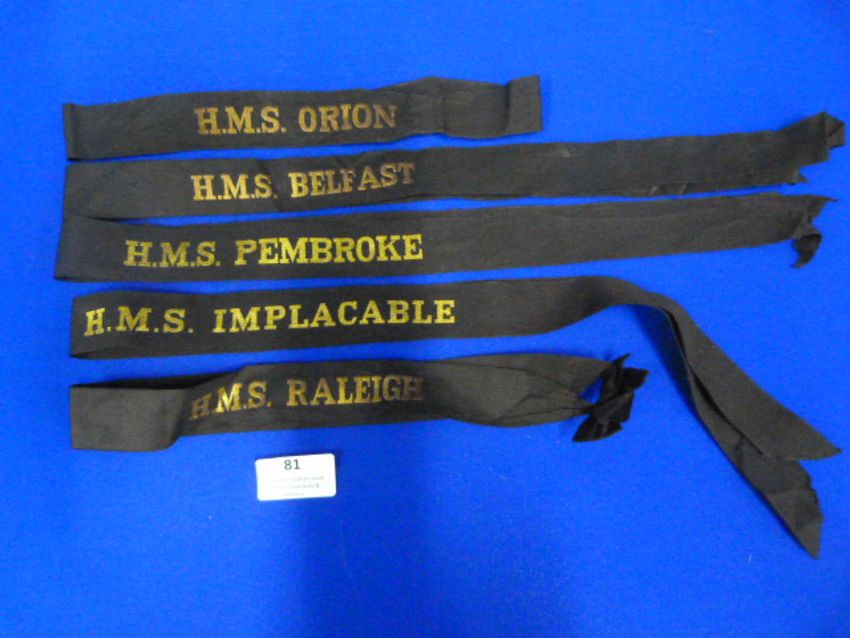 H.M.S. ORION
H.M.S. BELFAST
H.M.S. PEMBROKE
H.M.S. IMPLACABLE
H.M.S. RALEIGH
81